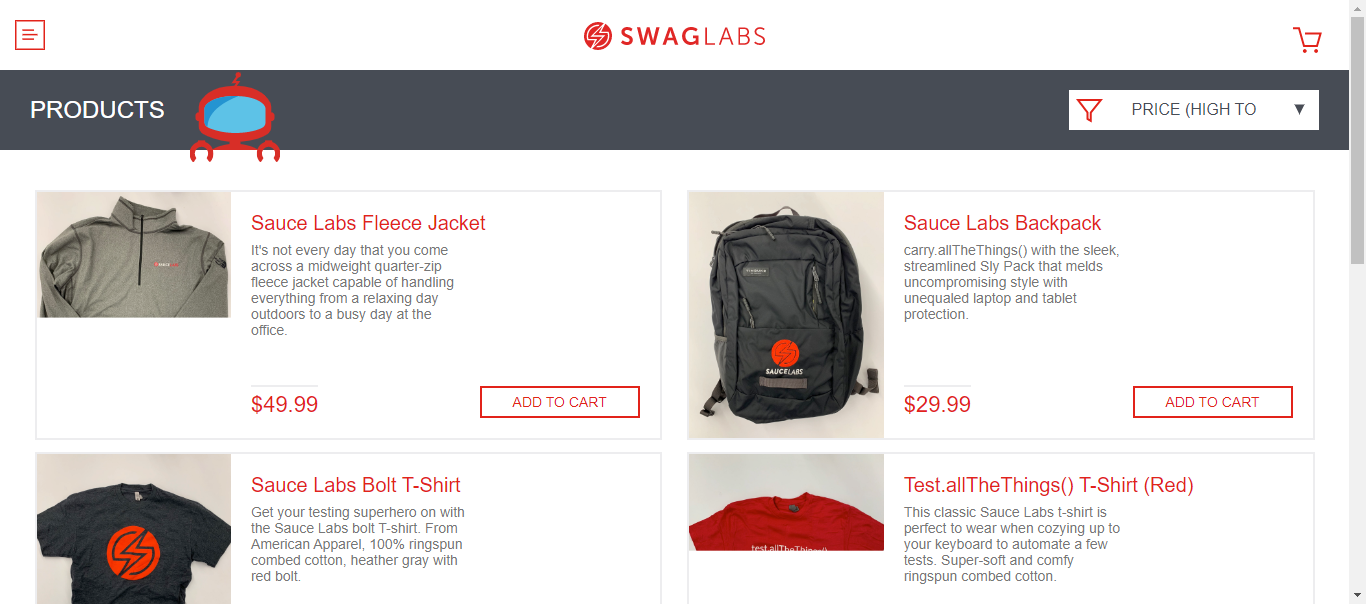 SWAGLABS
PRODUCTS
PRICE (HIGH TO
Sauce Labs Fleece Jacket
It's not every day that you come
across a midweight quarter-zip
fleece jacket capable of handling
everything from a relaxing day
outdoors to a busy day at the
office.
$49.99
ADD TO CART
Sauce Labs Backpack
carry.allTheThings() with the sleek,
streamlined Sly Pack that melds
uncompromising style with
unequaled laptop and tablet
protection.
SAUCELABS
$29.99
ADD TO CART
Sauce Labs Bolt T-Shirt
Get your testing superhero on with
the Sauce Labs bolt T-shirt. From
American Apparel, 100% ringspun
combed cotton, heather gray with
red bolt.
Test.allTheThings() T-Shirt (Red)
This classic Sauce Labs t-shirt is
perfect to wear when cozying up to
your keyboard to automate a few
tests. Super-soft and comfy
ringspun combed cotton.
test.allTheThings()